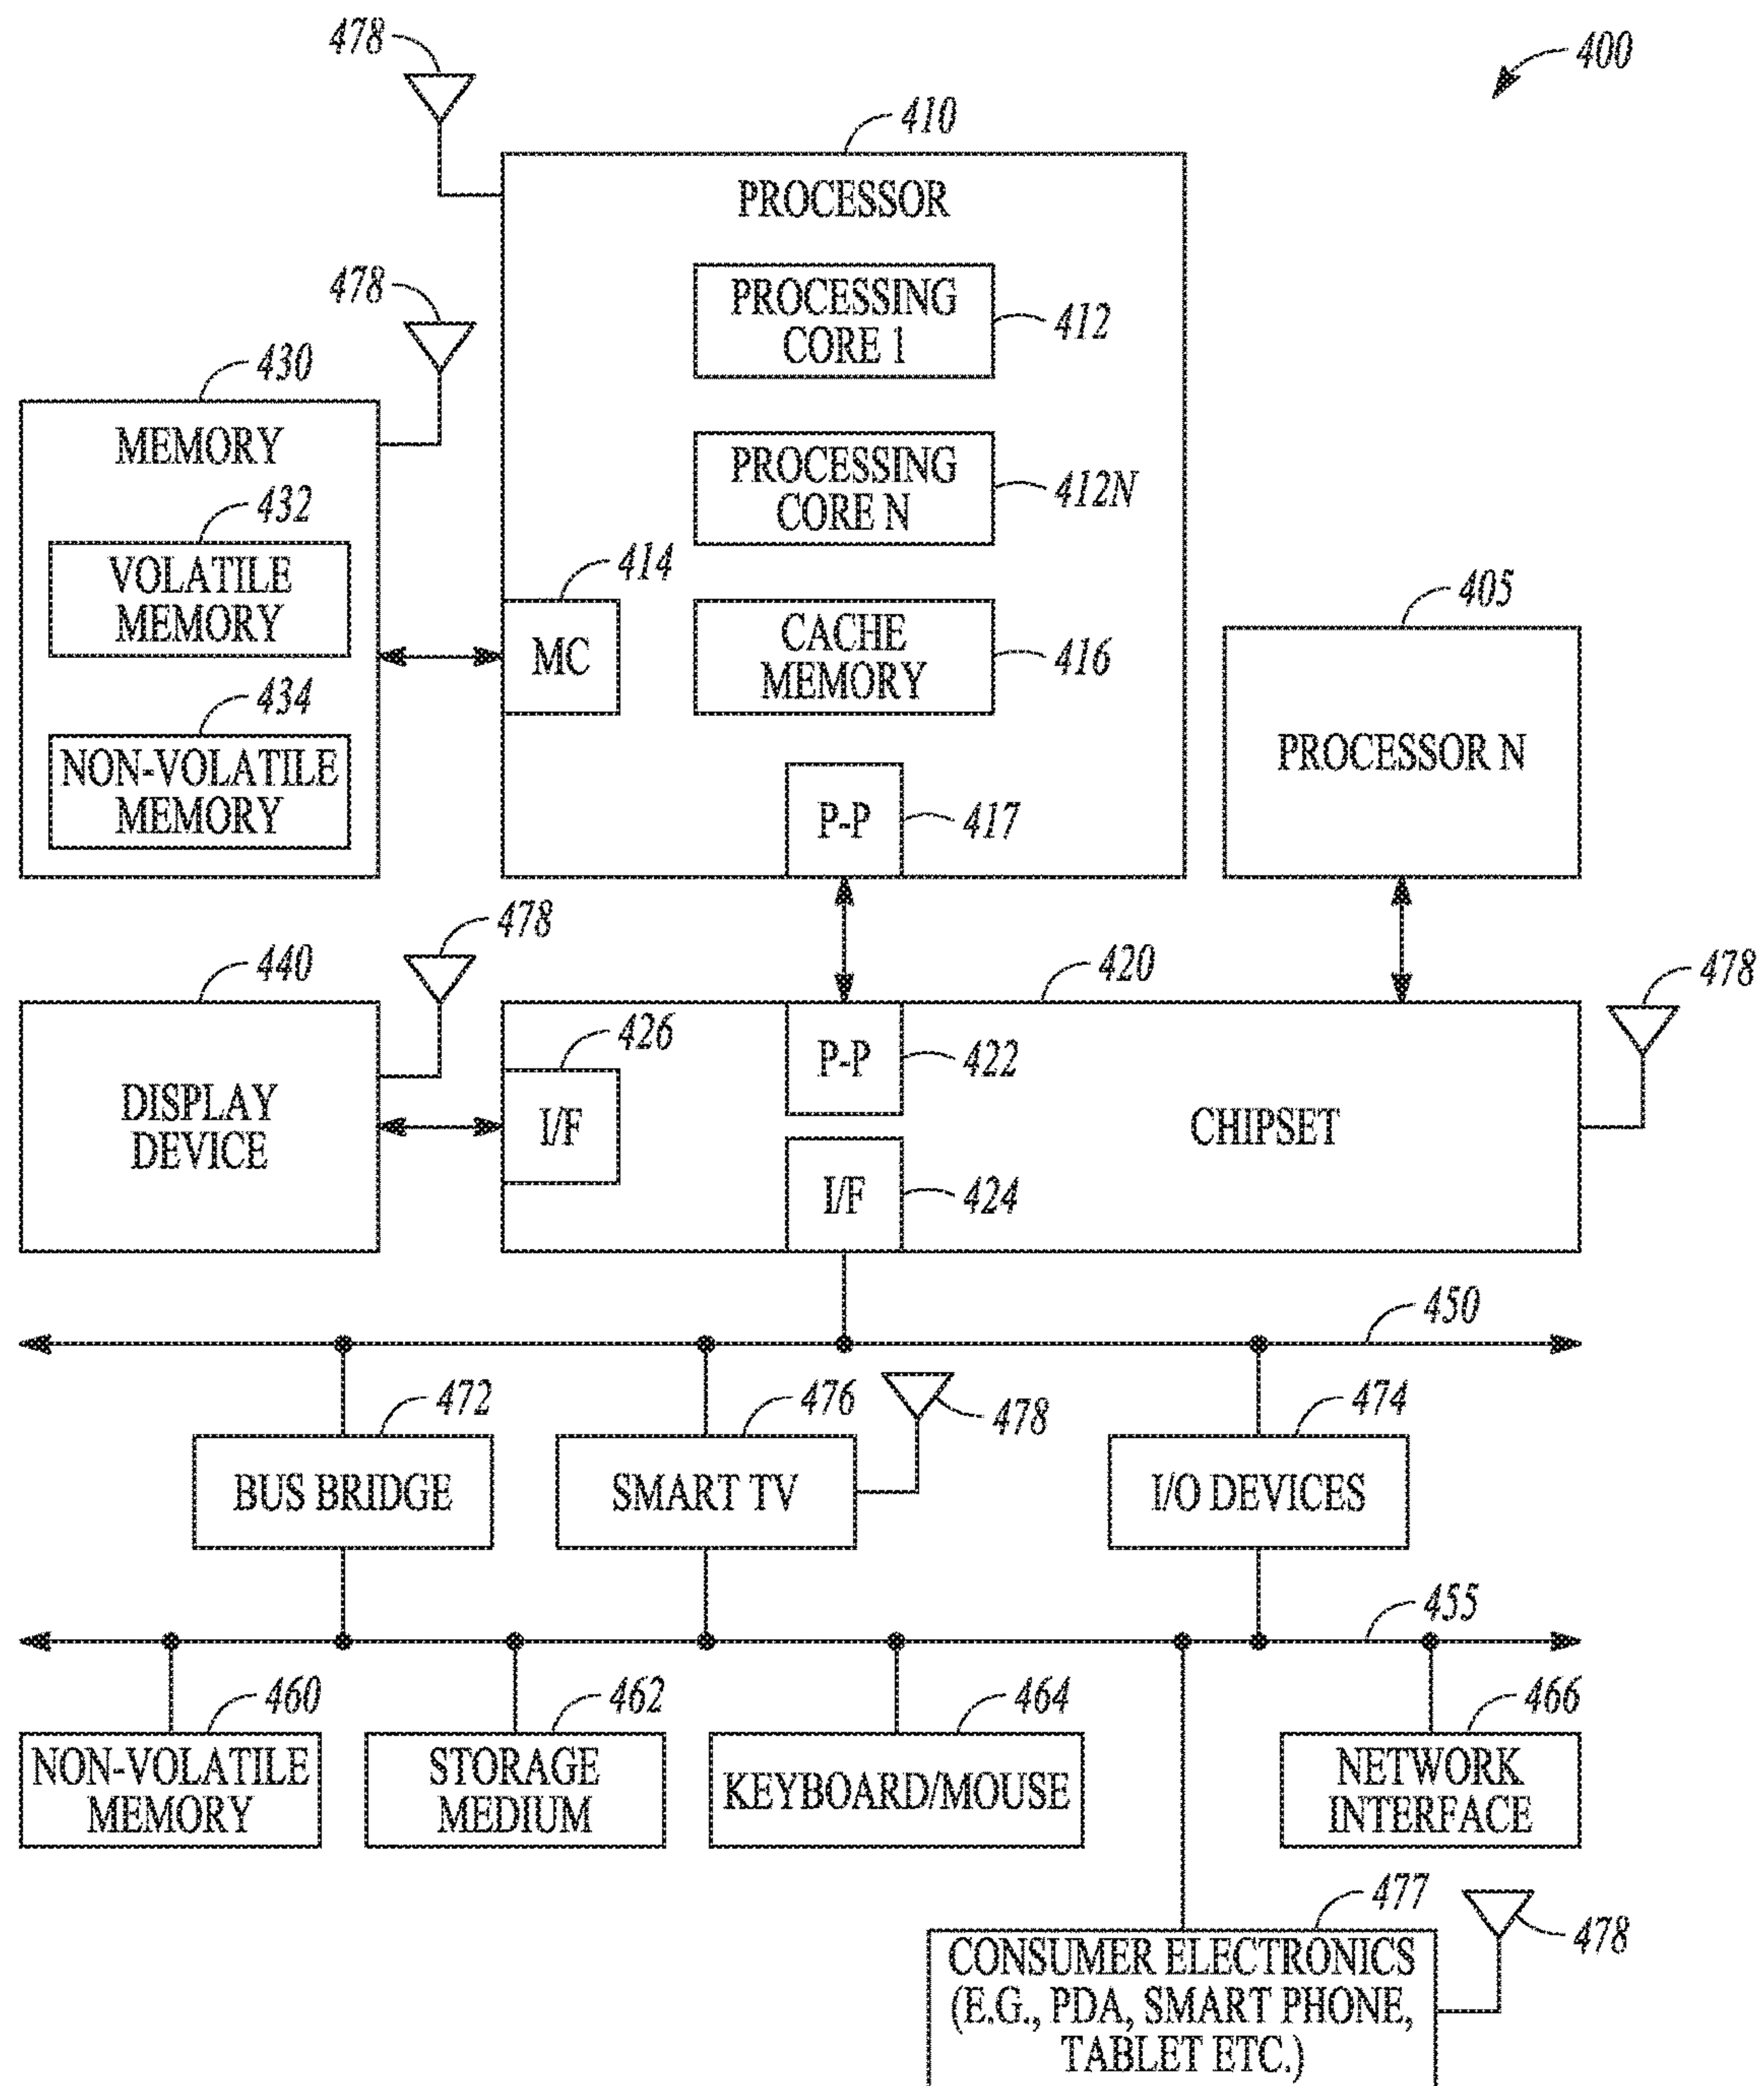 478
400
410
PROCESSOR
PROCESSING
CORE 1
412
478
430
MEMORY
PROCESSING
CORE N
412N
432
VOLATILE
MEMORY
414
MC
CACHE
MEMORY
416
405
PROCESSOR N
434
NON-VOLATILE
MEMORY
P-P
417
478
440
DISPLAY
DEVICE
420
478
426
I/F
P-P
422
CHIPSET
I/F
424
450
472
BUS BRIDGE
476
SMART TV
478
474
I/O DEVICES
455
460
NON-VOLATILE
MEMORY
462
STORAGE
MEDIUM
464
KEYBOARD/MOUSE
466
NETWORK
INTERFACE
477
CONSUMER ELECTRONICS
(E.G., PDA, SMART PHONE,
TABLET ETC.)
478